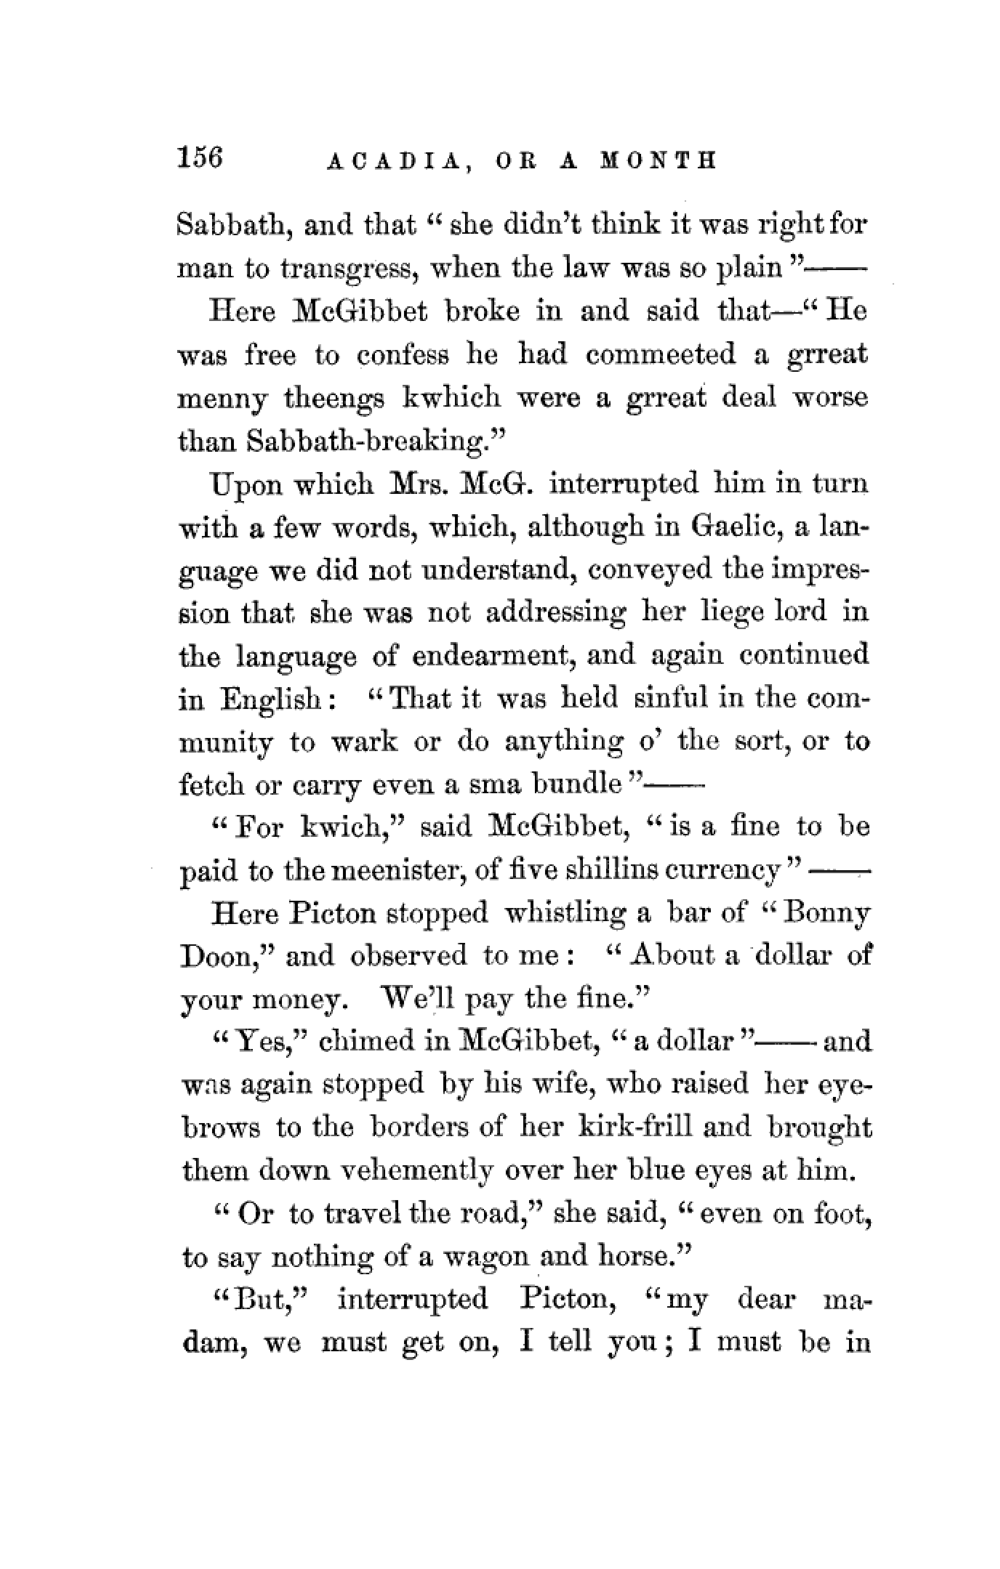 156 ACADIA, OR A MONTH
Sabbath, and that “ she didn’t think it was right for
man to transgress, when the law was so plain ”——
Here McGibbet broke in and said that—“ He
was free to confess he had commeeted a grreat
menny theengs kwhich were a grreat deal worse
than Sabbath-breaking.”
Upon which Mrs. McG. interrupted him in turn
with a few words, which, although in Gaelic, a lan-
guage we did not understand, conveyed the impres-
sion that she was not addressing her liege lord in
the language of endearment, and again continued
in English: “ That it was held sinful in the com-
munity to wark or do anything o’ the sort, or to
fetch or carry even a sma bundle ”——
“ For kwich,” said McGibbet, “ is a fine to be
paid to the meenister, of five shillins currency ” ——
Here Picton stopped whistling a bar of “ Bonny
Doon,” and observed to me : “ About a dollar of
your money. We’ll pay the fine.”
“ Yes,” chimed in McGibbet, “ a dollar ”—— and
was again stopped by his wife, who raised her eye-
brows to the borders of her kirk-frill and brought
them down vehemently over her blue eyes at him.
“ Or to travel the road,” she said, “ even on foot,
to say nothing of a wagon and horse.”
“ But,” interrupted Picton, “ my dear ma-
dam, we must get on, I tell you ; I must be in